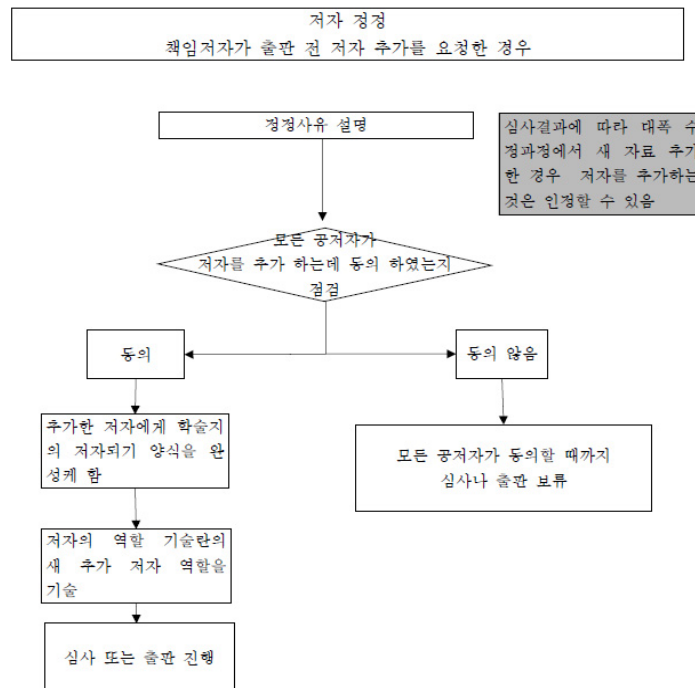 저자 정정
책임저자가 출판 전 저자 추가를 요청한 경우
정정사유 설명
심사결과에 따라 대폭 수
정과정에서 새 자료 추가
한 경우 저자를 추가하는
것은 인정할 수 있음
모든 공저자가
저자를 추가 하는데 동의 하였는지
점검
동의
동의 않음
추가한 저자에게 학술지
의 저자되기 양식을 완
성케 함
모든 공저자가 동의할 때까지
심사나 출판 보류
저자의 역할 기술란의
새 추가 저자 역할을
기술
심사 또는 출판 진행